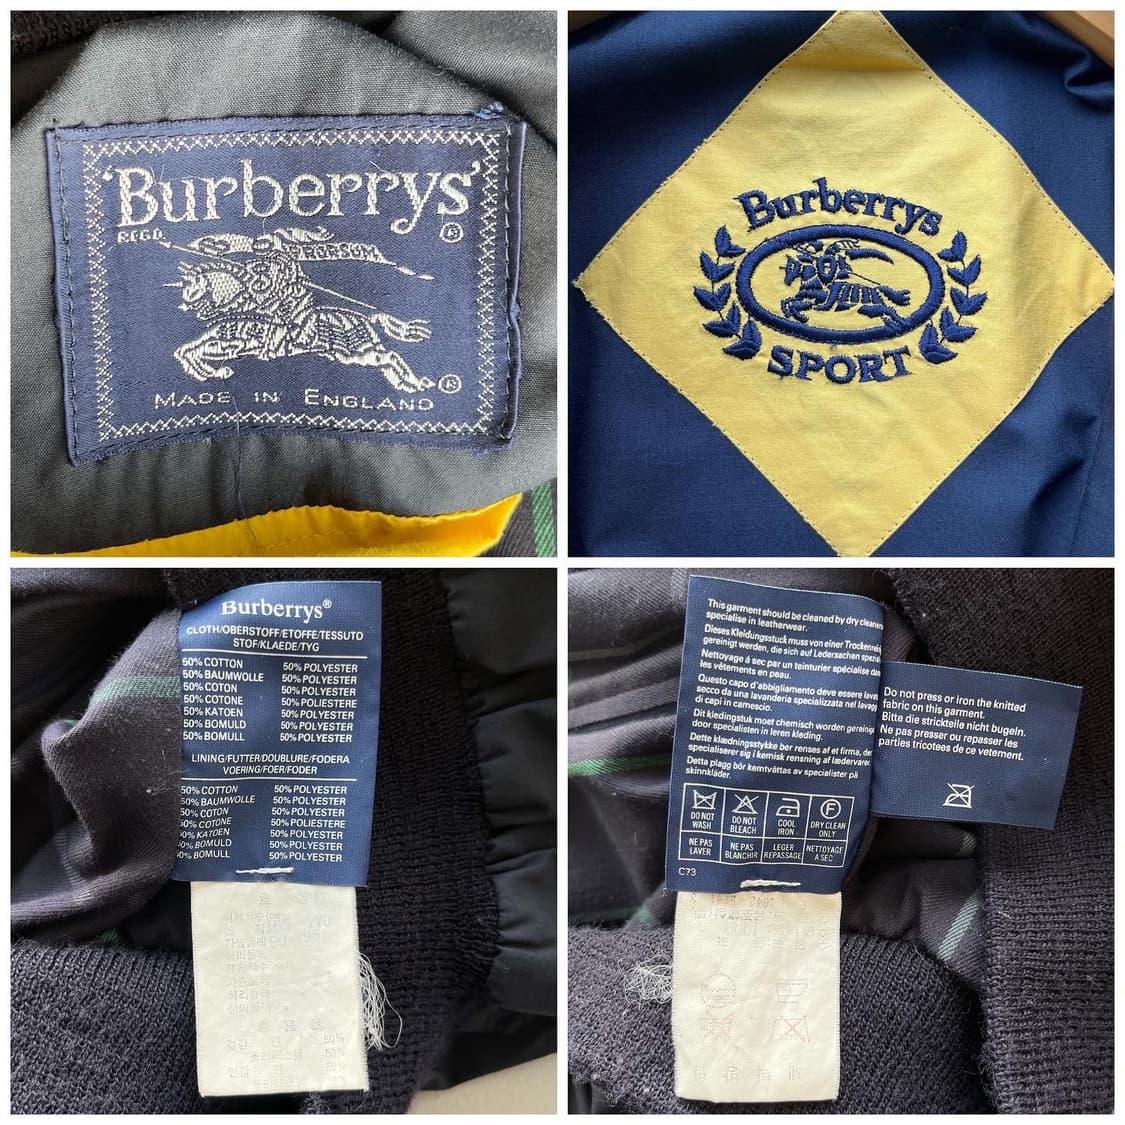 'Burberrys'
REGD.
®
PRORSUM
®
MADE IN ENGLAND
Burberrys
SPORT
Burberrys®
CLOTH/OBERSTOFF/ETOFFE/TESSUTO
STOF/KLAEDE/TYG
50% COTTON 50% POLYESTER
50% BAUMWOLLE 50% POLYESTER
50% COTON 50% POLYESTER
50% COTONE 50% POLIESTERE
50% KATOEN 50% POLYESTER
50% BOMULD 50% POLYESTER
50% BOMULL 50% POLYESTER
LINING/FUTTER/DOUBLURE/FODERA
VOERING/FOER/FODER
50% COTTON 50% POLYESTER
50% BAUMWOLLE 50% POLYESTER
50% COTON 50% POLYESTER
50% COTONE 50% POLIESTERE
50% KATOEN 50% POLYESTER
50% BOMULD 50% POLYESTER
50% BOMULL 50% POLYESTER
50%
50%
This garment should be cleaned by dry cleaners
specialise in leatherwear.
Dieses Kleidungsstuck muss von einer Trockenreini
gereinigt werden, die sich auf Ledersachen spezial
Nettoyage á sec par un teinturier spécialise da
les vêtements en peau.
Questo capo d'abbigliamento deve essere lava
secco da una lavanderia specializzata nel lavagg
di capi in camoscio.
Dit kledingstuk moet chemisch worden gereinig
door specialisten in leren kleding.
Dette klædningsstykke bør renses af et firma, der
specialiserer sig i kemisk rensning af lædervarer.
Detta plagg bör kemtvättas av specialister på
skinnkläder.
DO NOT WASH
DO NOT BLEACH
COOL IRON
DRY CLEAN ONLY
NE PAS LAVER
NE PAS BLANCHIR
LEGER REPASSAGE
NETTOYAGE A SEC
C73
Do not press or iron the knitted
fabric on this garment.
Bitte die strickteile nicht bugeln.
Ne pas presser ou repasser les
parties tricotees de ce vetement.